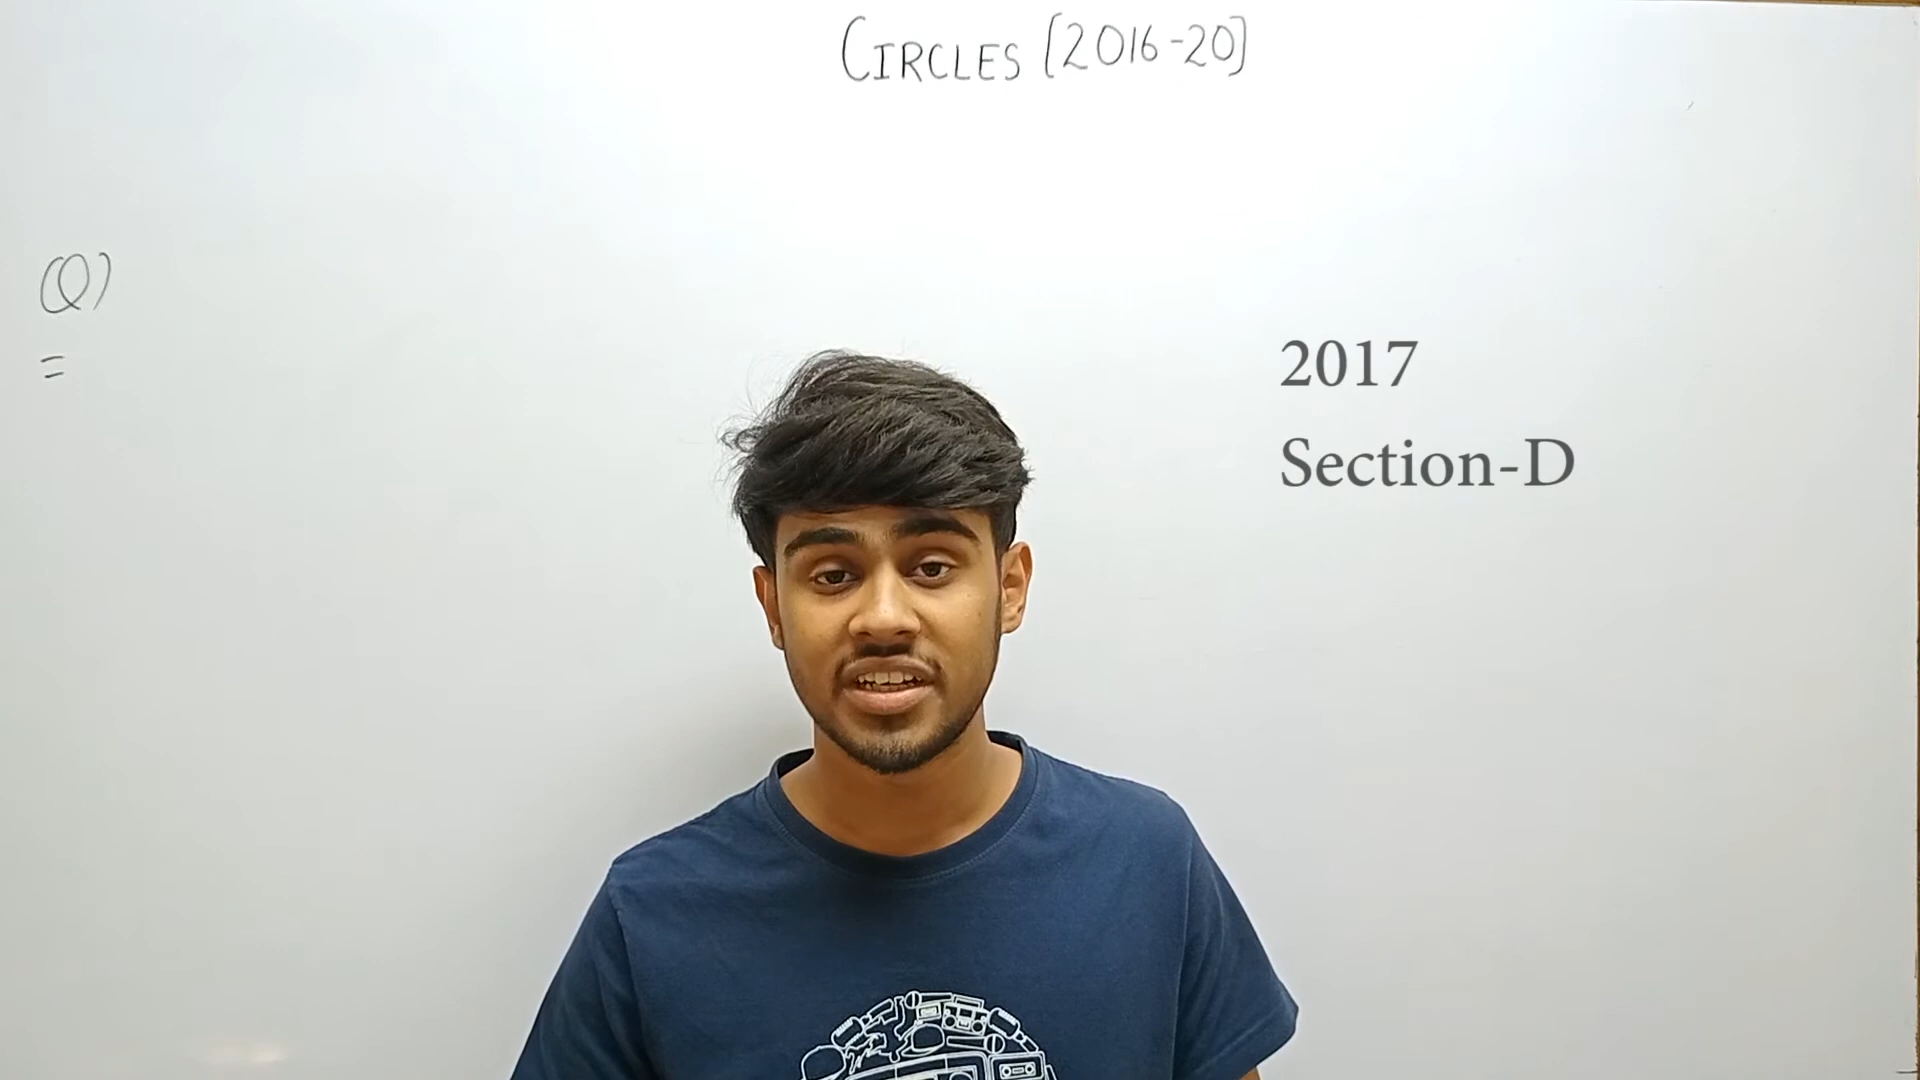 CIRCLES [2016-20]
(Q)
=
2017
Section-D